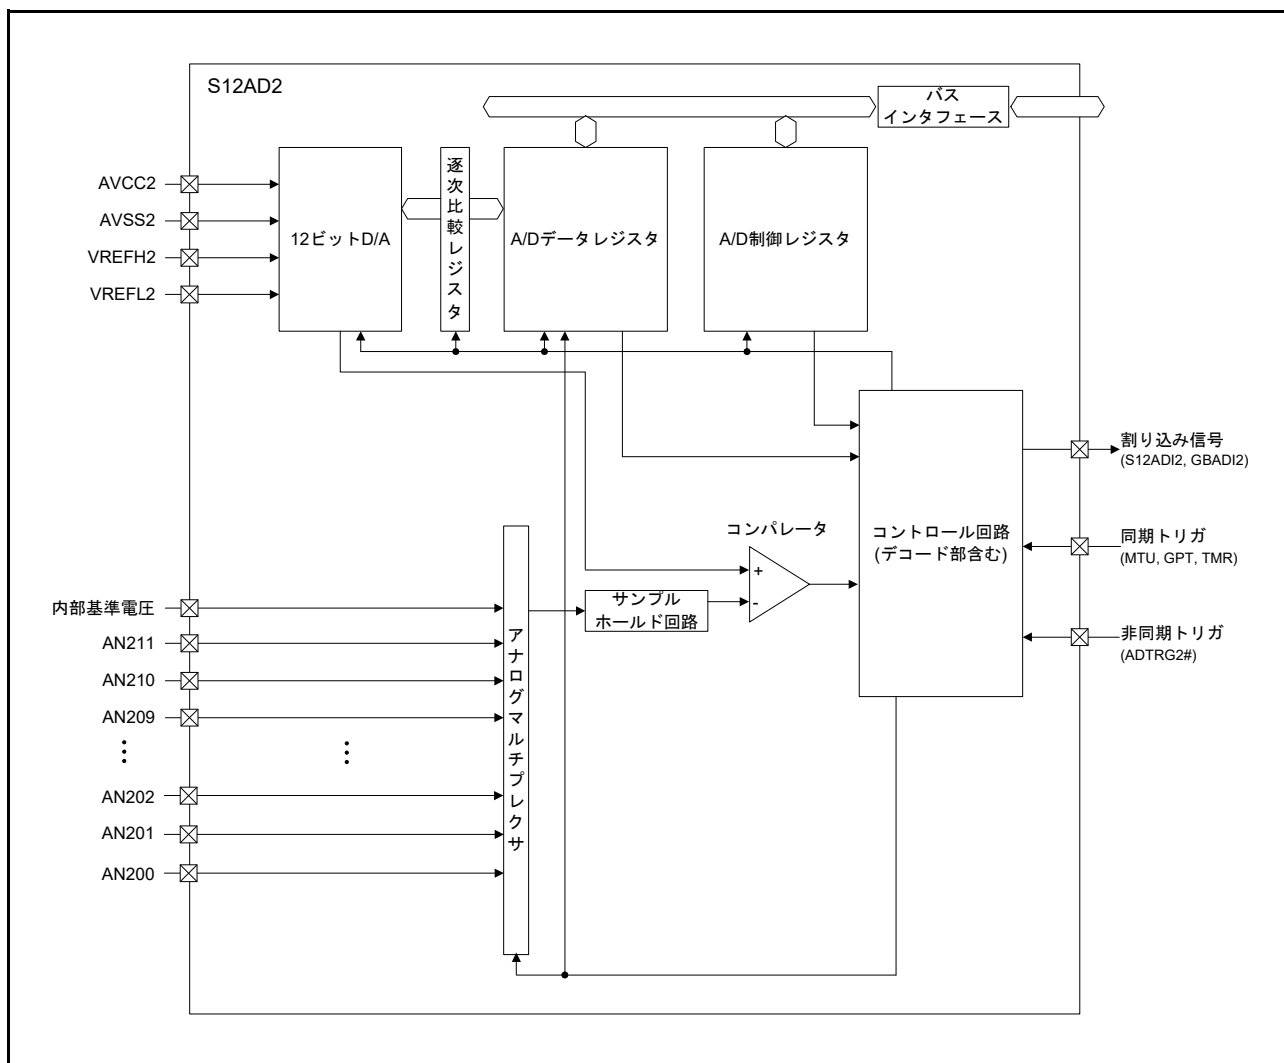 S12AD2
バス
インタフェース
AVCC2
AVSS2
VREFH2
VREFL2
12ビットD/A
逐次比較レジスタ
A/Dデータレジスタ
A/D制御レジスタ
割り込み信号
(S12ADI2, GBADI2)
コンパレータ
コントロール回路
(デコード部含む)
同期トリガ
(MTU, GPT, TMR)
+
-
サンプル
ホールド回路
内部基準電圧
AN211
AN210
AN209
AN202
AN201
AN200
アナログマルチプレクサ
非同期トリガ
(ADTRG2#)